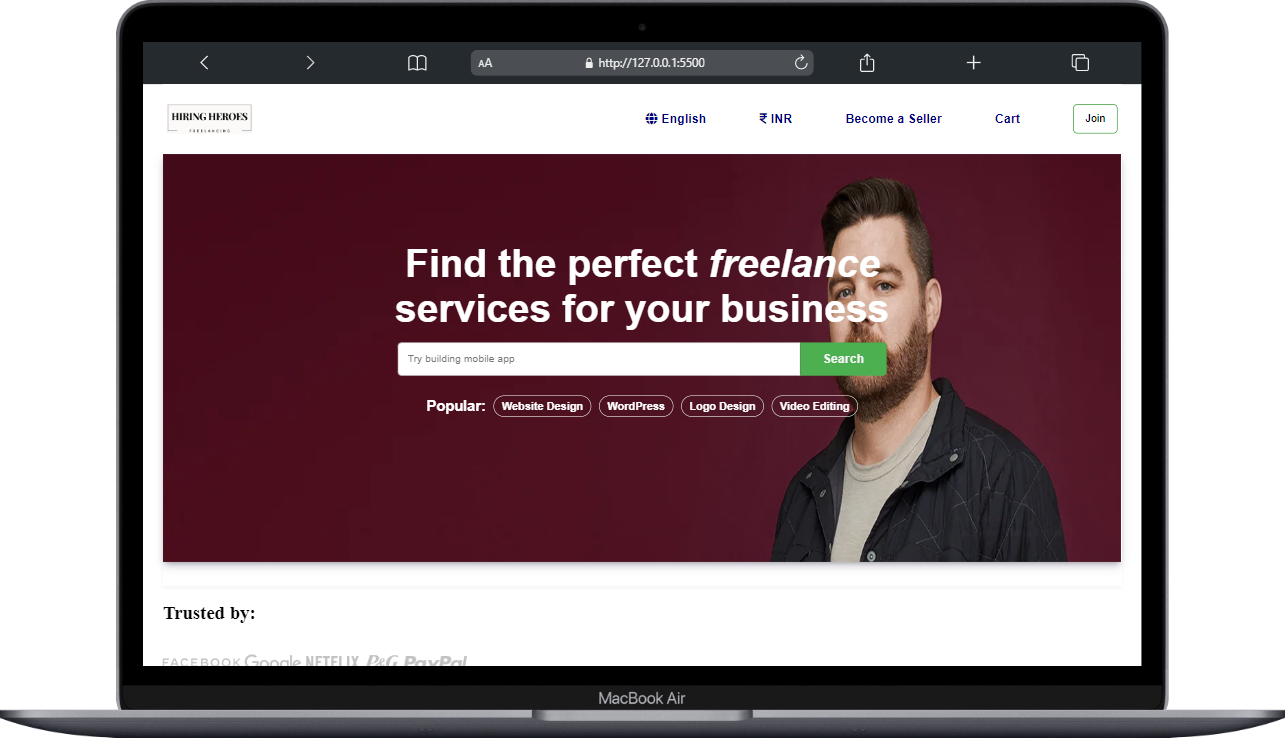 AA http://127.0.0.1:5500
HIRING HEROES
FREELANCING
English ₹ INR Become a Seller Cart Join
Find the perfect freelance
services for your business
Try building mobile app Search
Popular: Website Design WordPress Logo Design Video Editing
Trusted by:
FACEBOOK Google NETFLIX P&G PayPal
MacBook Air